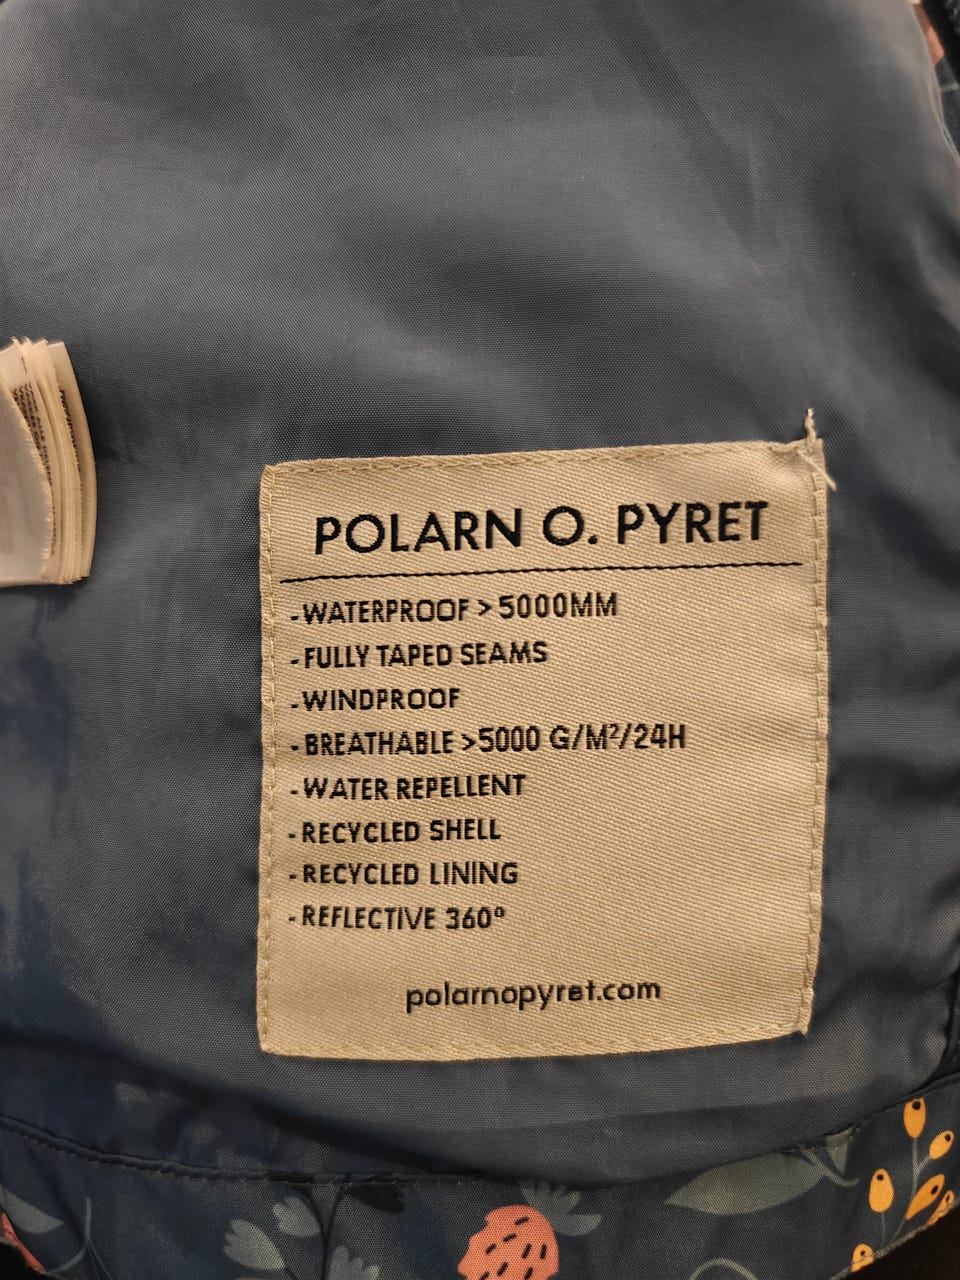 POLARN O. PYRET
-WATERPROOF > 5000MM
-FULLY TAPED SEAMS
-WINDPROOF
-BREATHABLE >5000 G/M²/24H
-WATER REPELLENT
-RECYCLED SHELL
-RECYCLED LINING
-REFLECTIVE 360°
polarnopyret.com